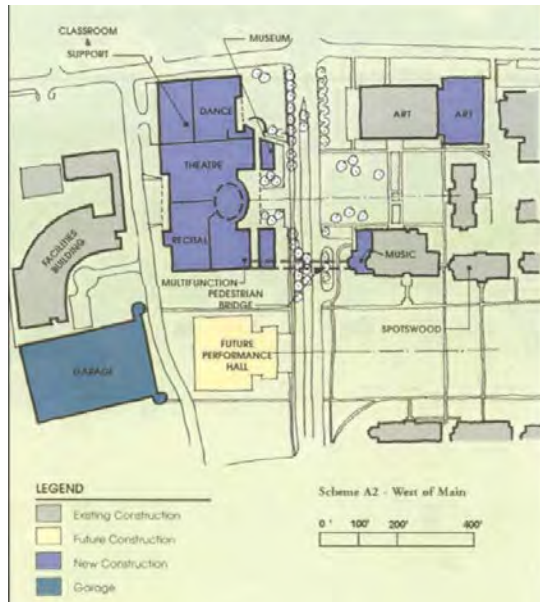 CLASSROOM
&
SUPPORT
MUSEUM
DANCE
ART
ART
THEATRE
FACILITIES
BUILDING
RECITAL
MUSIC
MULTIFUNCTION
PEDESTRIAN
BRIDGE
SPOTSWOOD
FUTURE
PERFORMANCE
HALL
GARAGE
LEGEND
Existing Construction
Future Construction
New Construction
Garage
Scheme A2 - West of Main
0 ' 100' 200' 400'